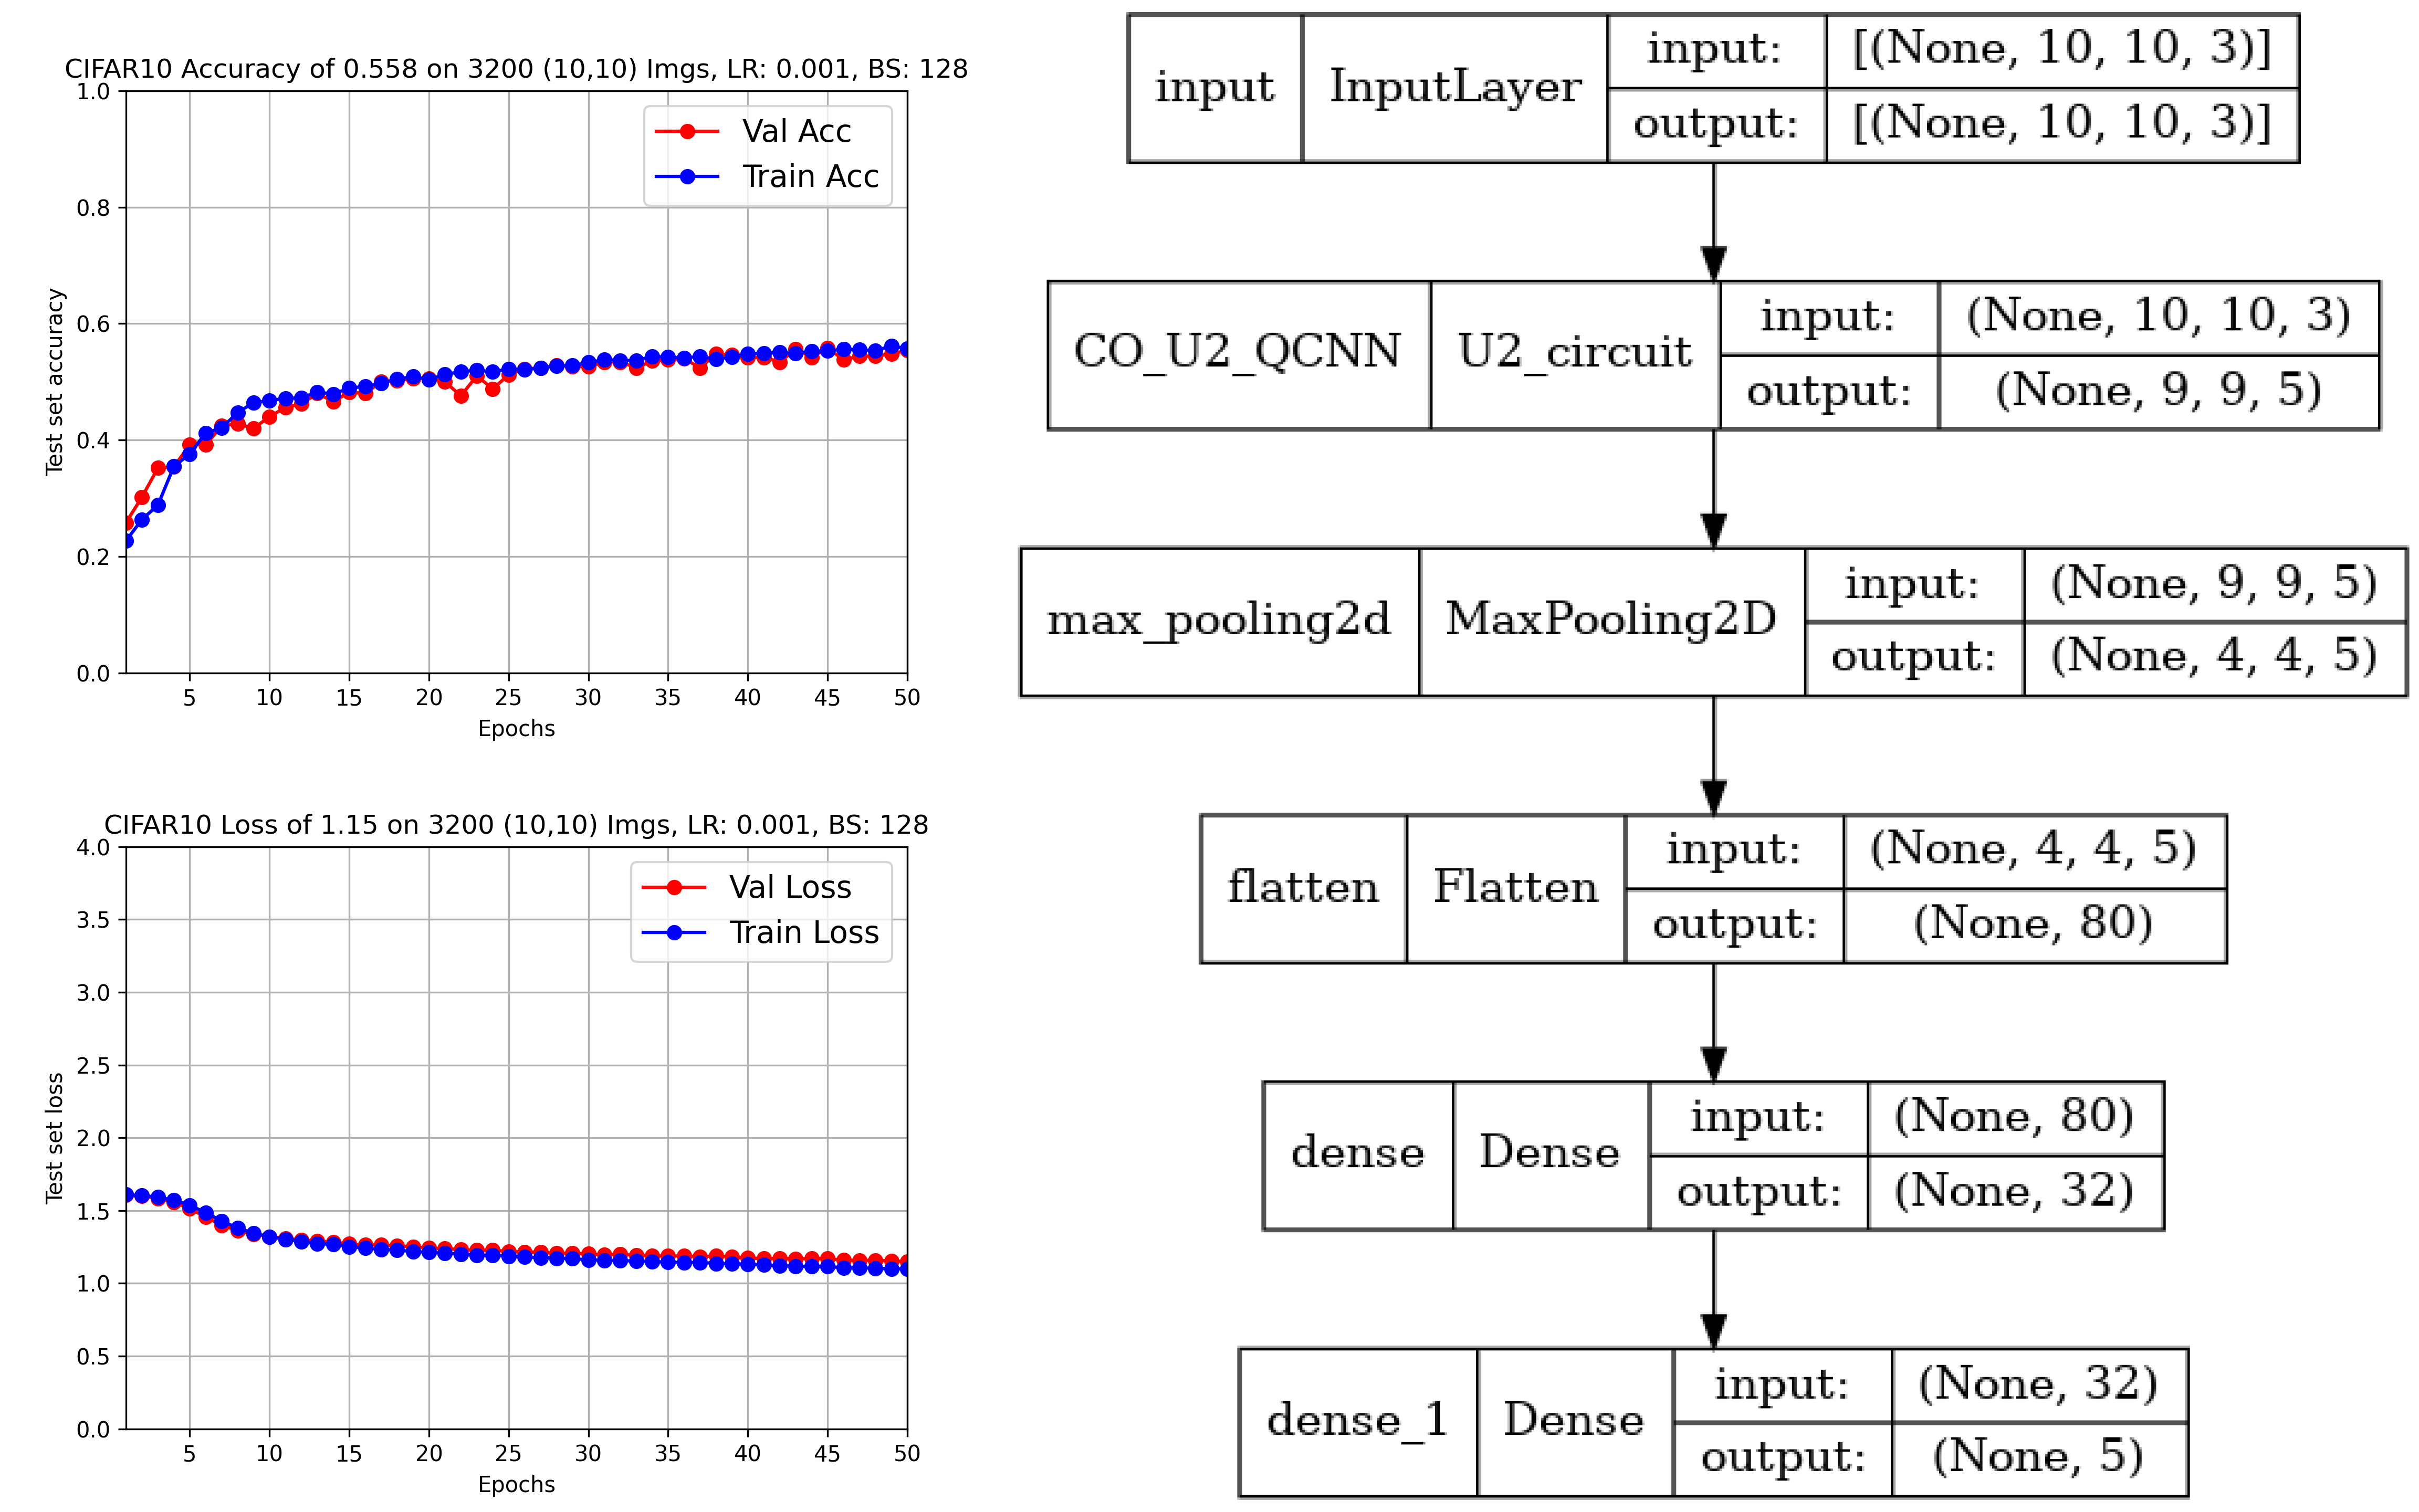 CIFAR10 Accuracy of 0.558 on 3200 (10,10) Imgs, LR: 0.001, BS: 128
1.0
0.8
0.6
0.4
0.2
0.0
Test set accuracy
Val Acc
Train Acc
5 10 15 20 25 30 35 40 45 50
Epochs
CIFAR10 Loss of 1.15 on 3200 (10,10) Imgs, LR: 0.001, BS: 128
4.0
3.5
3.0
2.5
2.0
1.5
1.0
0.5
0.0
Test set loss
Val Loss
Train Loss
5 10 15 20 25 30 35 40 45 50
Epochs
input InputLayer
input: [(None, 10, 10, 3)]
output: [(None, 10, 10, 3)]
CO_U2_QCNN U2_circuit
input: (None, 10, 10, 3)
output: (None, 9, 9, 5)
max_pooling2d MaxPooling2D
input: (None, 9, 9, 5)
output: (None, 4, 4, 5)
flatten Flatten
input: (None, 4, 4, 5)
output: (None, 80)
dense Dense
input: (None, 80)
output: (None, 32)
dense_1 Dense
input: (None, 32)
output: (None, 5)